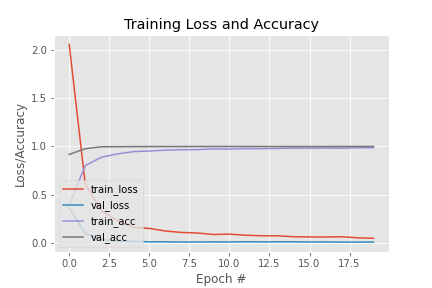 Training Loss and Accuracy
Loss/Accuracy
2.0
1.5
1.0
0.5
0.0
train_loss
val_loss
train_acc
val_acc
0.0 2.5 5.0 7.5 10.0 12.5 15.0 17.5
Epoch #